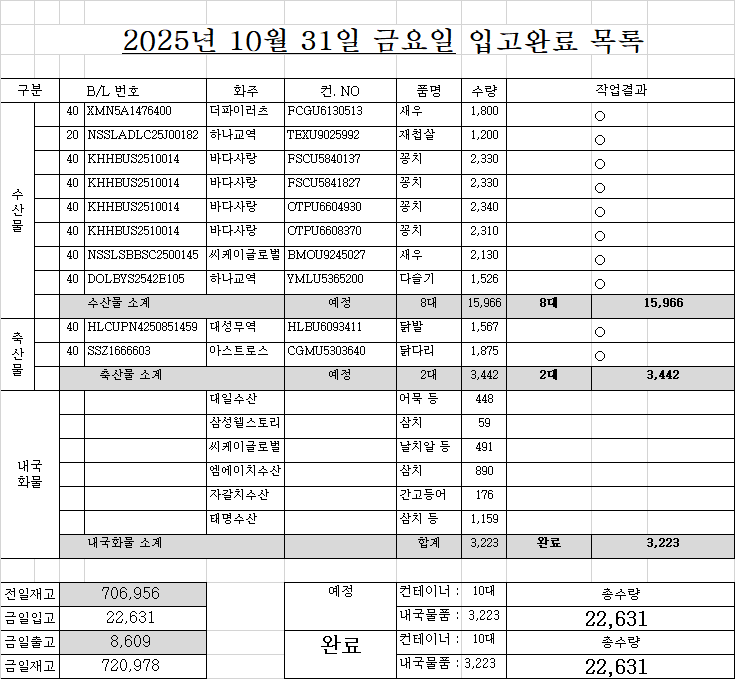 2025년 10월 31일 금요일 입고완료 목록
구분 B/L 번호 화주 컨. NO 품명 수량 작업결과
수산물
40 XMN5A1476400 더파이러츠 FCGU6130513 새우 1,800 ○
20 NSSLADLC25J00182 하나교역 TEXU9025992 재첩살 1,200 ○
40 KHHBUS2510014 바다사랑 FSCU5840137 꽁치 2,330 ○
40 KHHBUS2510014 바다사랑 FSCU5841827 꽁치 2,330 ○
40 KHHBUS2510014 바다사랑 OTPU6604930 꽁치 2,340 ○
40 KHHBUS2510014 바다사랑 OTPU6608370 꽁치 2,310 ○
40 NSSLSBBSC2500145 씨케이글로벌 BMOU9245027 새우 2,130 ○
40 DOLBYS2542E105 하나교역 YMLU5365200 다슬기 1,526 ○
수산물 소계 예정 8대 15,966 8대 15,966
축산물
40 HLCUPN4250851459 대성무역 HLBU6093411 닭발 1,567 ○
40 SSZ1666603 아스트로스 CGMU5303640 닭다리 1,875 ○
축산물 소계 예정 2대 3,442 2대 3,442
내국
화물
대일수산 어묵 등 448
삼성웰스토리 삼치 59
씨케이글로벌 날치알 등 491
엠에이치수산 삼치 890
자갈치수산 간고등어 176
태명수산 삼치 등 1,159
내국화물 소계 합계 3,223 완료 3,223
전일재고 706,956 예정 컨테이너 : 10대 총수량
금일입고 22,631 내국물품 : 3,223 22,631
금일출고 8,609 완료 컨테이너 : 10대 총수량
금일재고 720,978 내국물품 : 3,223 22,631